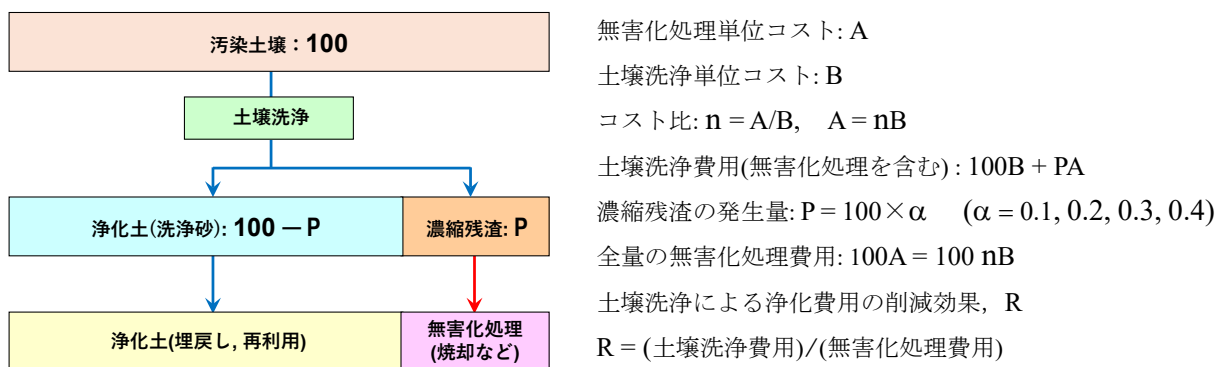 汚染土壌：100
土壌洗浄
浄化土(洗浄砂): 100 ― P
濃縮残渣: P
浄化土(埋戻し, 再利用)
無害化処理
(焼却など)
無害化処理単位コスト: A
土壌洗浄単位コスト: B
コスト比: n = A/B,　A = nB
土壌洗浄費用(無害化処理を含む) : 100B + PA
濃縮残渣の発生量: P = 100×α　(α = 0.1, 0.2, 0.3, 0.4)
全量の無害化処理費用: 100A = 100 nB
土壌洗浄による浄化費用の削減効果，R
R = (土壌洗浄費用)/(無害化処理費用)